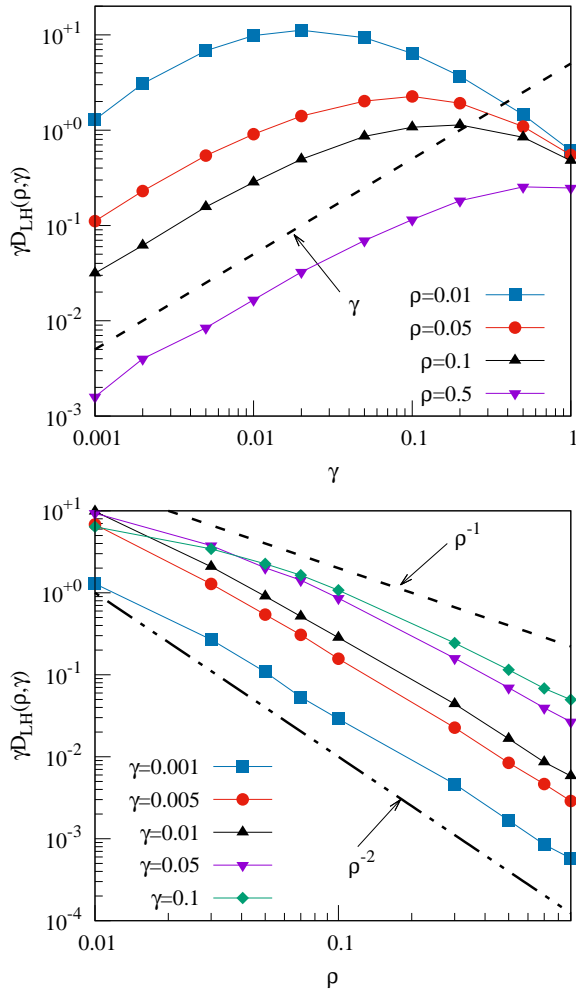 10^{+1}
10^{+0}
10^{-1}
10^{-2}
10^{-3}
γD_{LH}(ρ,γ)
γ
ρ=0.01
ρ=0.05
ρ=0.1
ρ=0.5
0.001 0.01 0.1 1
γ
10^{+1}
10^{+0}
10^{-1}
10^{-2}
10^{-3}
10^{-4}
γD_{LH}(ρ,γ)
ρ^{-1}
γ=0.001
γ=0.005
γ=0.01
γ=0.05
γ=0.1
ρ^{-2}
0.01 0.1
ρ